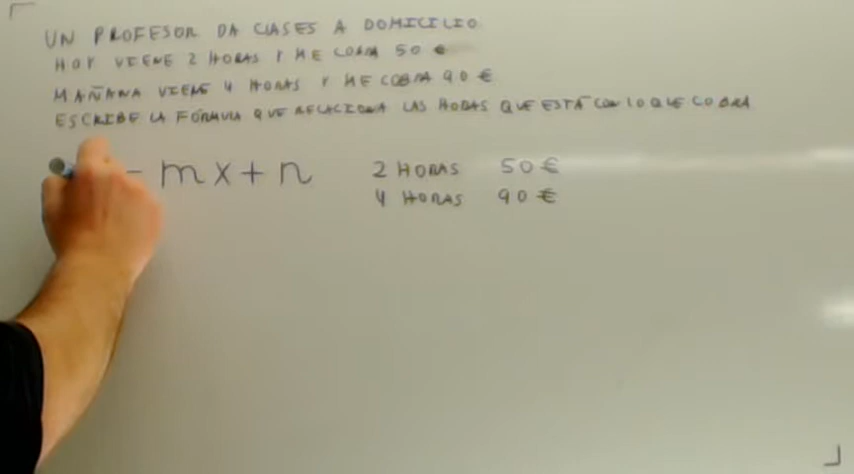 UN PROFESOR DA CLASES A DOMICILIO
HOY VIENE 2 HORAS Y ME COBRA 50 €
MAÑANA VIENE 4 HORAS Y ME COBRA 90 €
ESCRIBE LA FÓRMULA QUE RELACIONA LAS HORAS QUE ESTÁ CON LO QUE COBRA
= mx + n
2 HORAS 50 €
4 HORAS 90 €